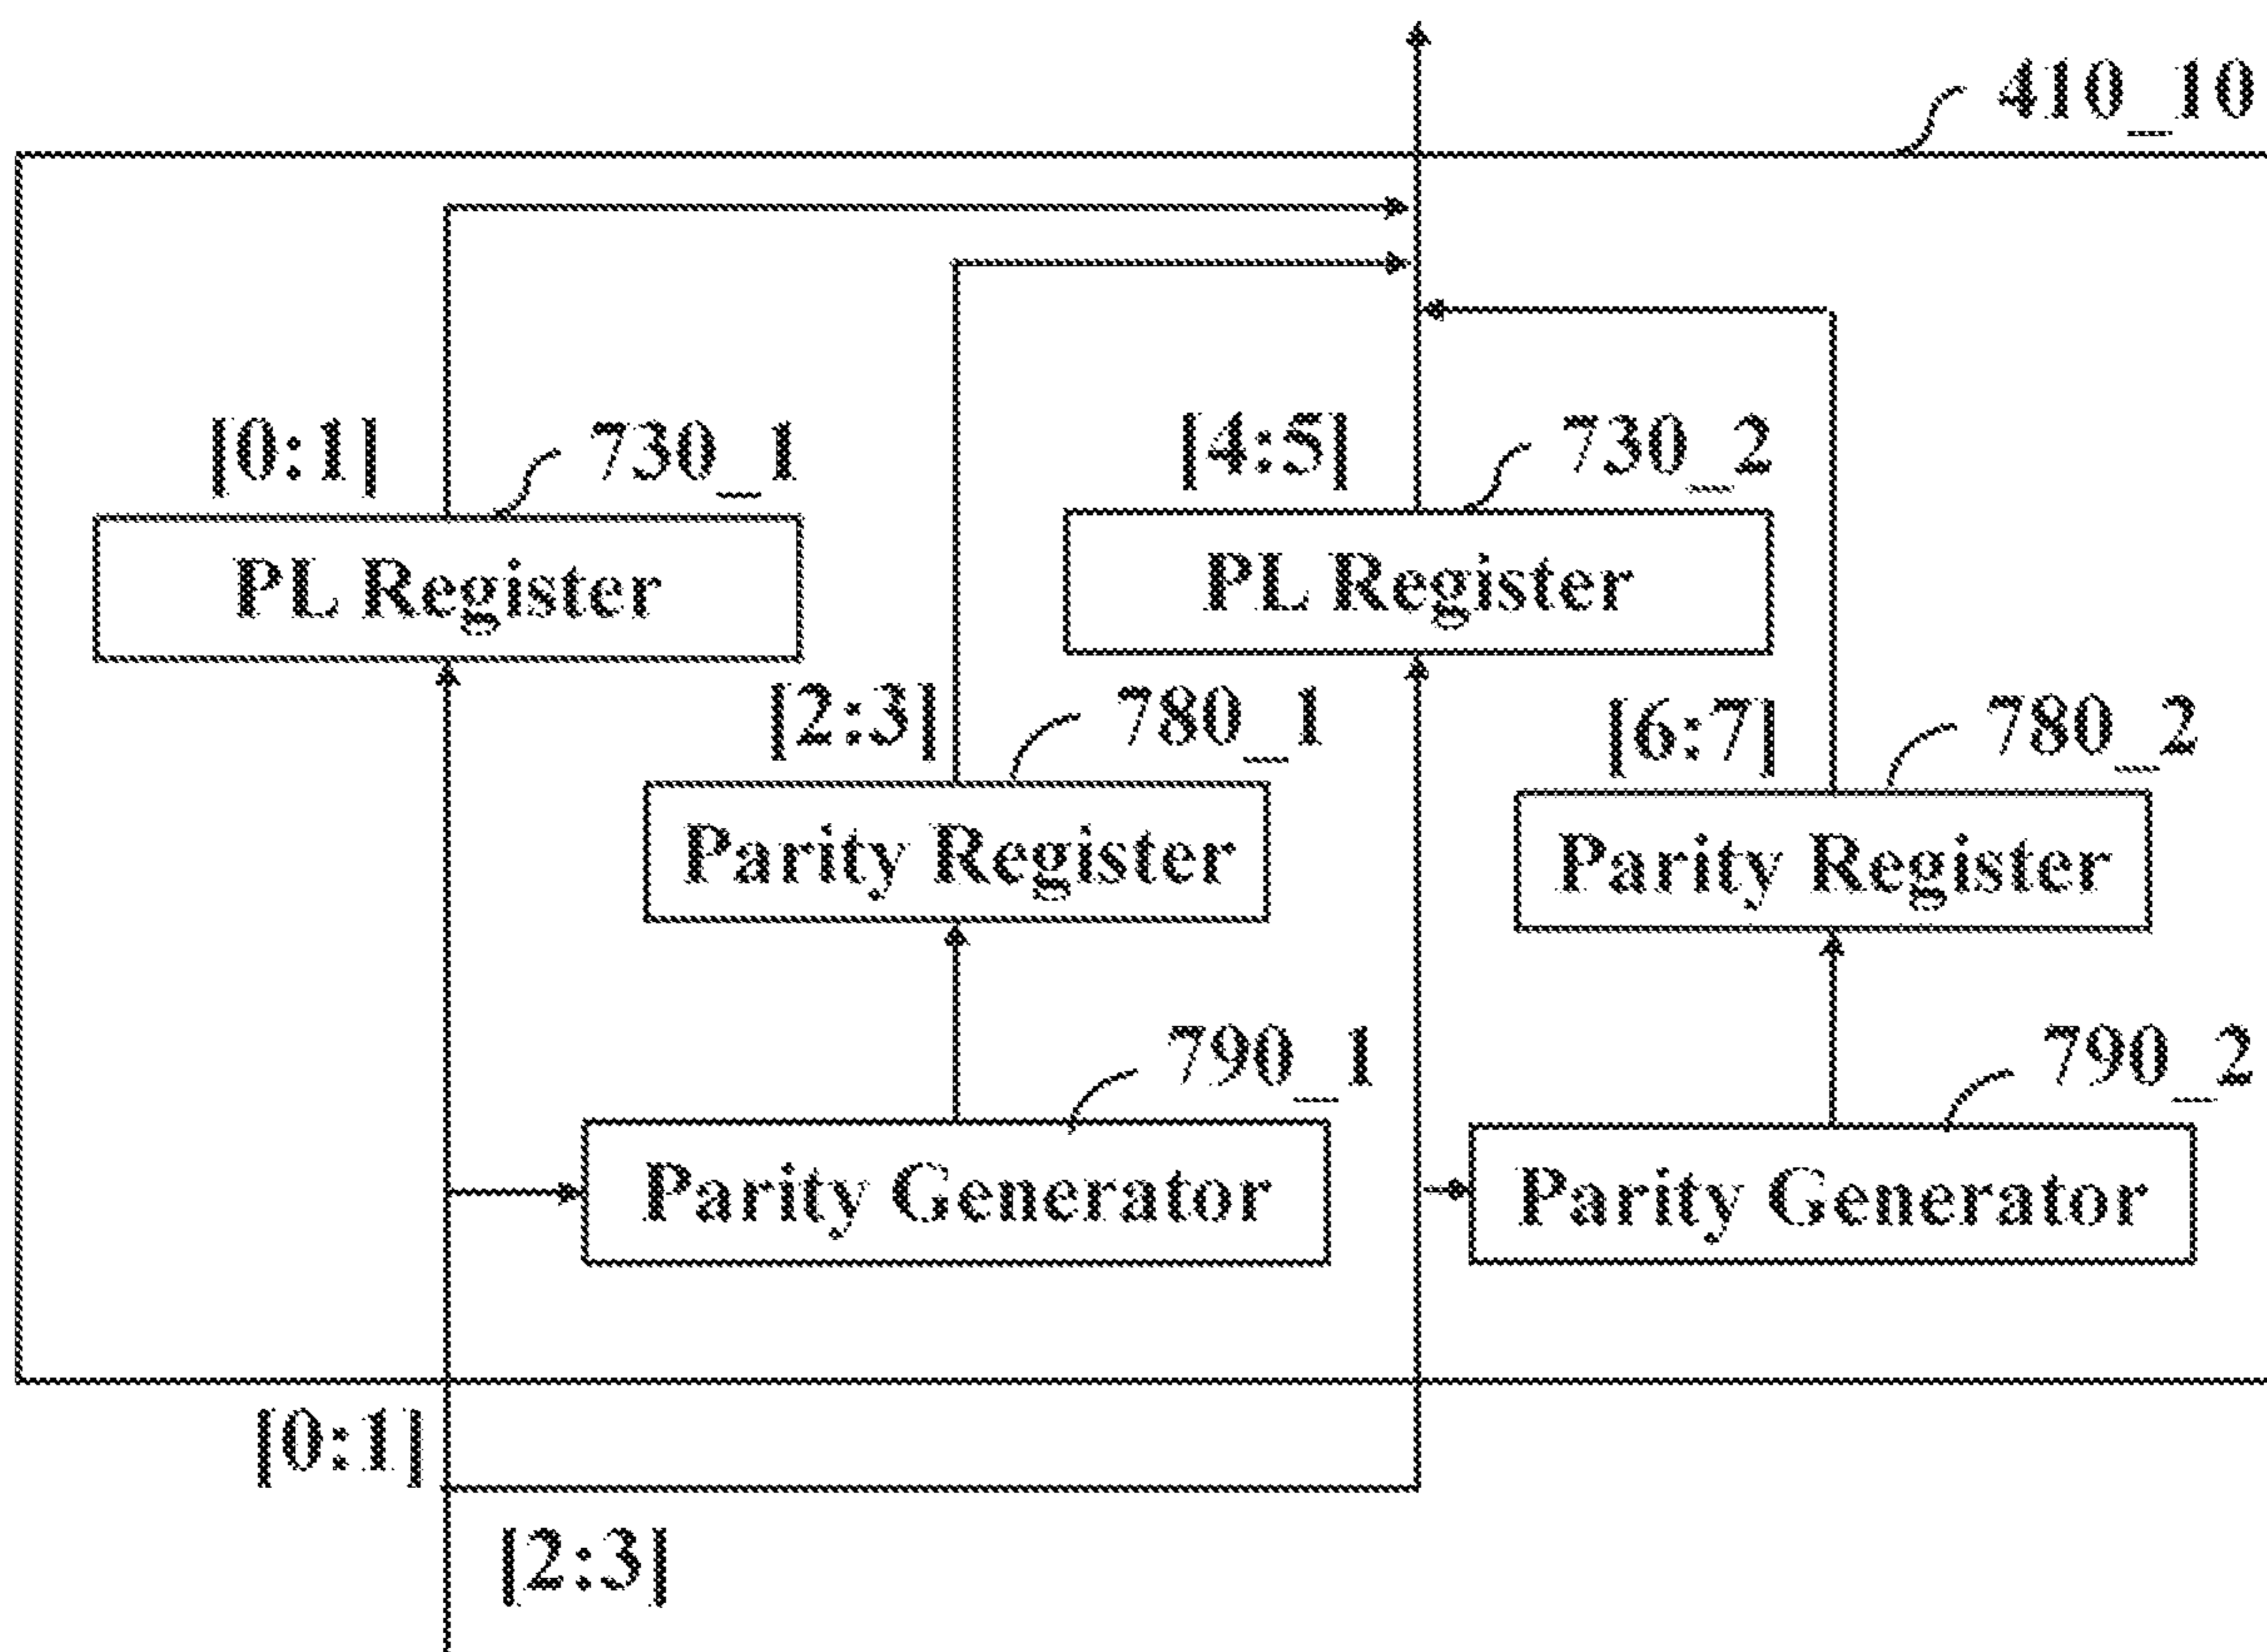 410_10
[0:1]
730_1
[4:5]
730_2
PL Register
PL Register
[2:3]
780_1
[6:7]
780_2
Parity Register
Parity Register
790_1
790_2
Parity Generator
Parity Generator
[0:1]
[2:3]